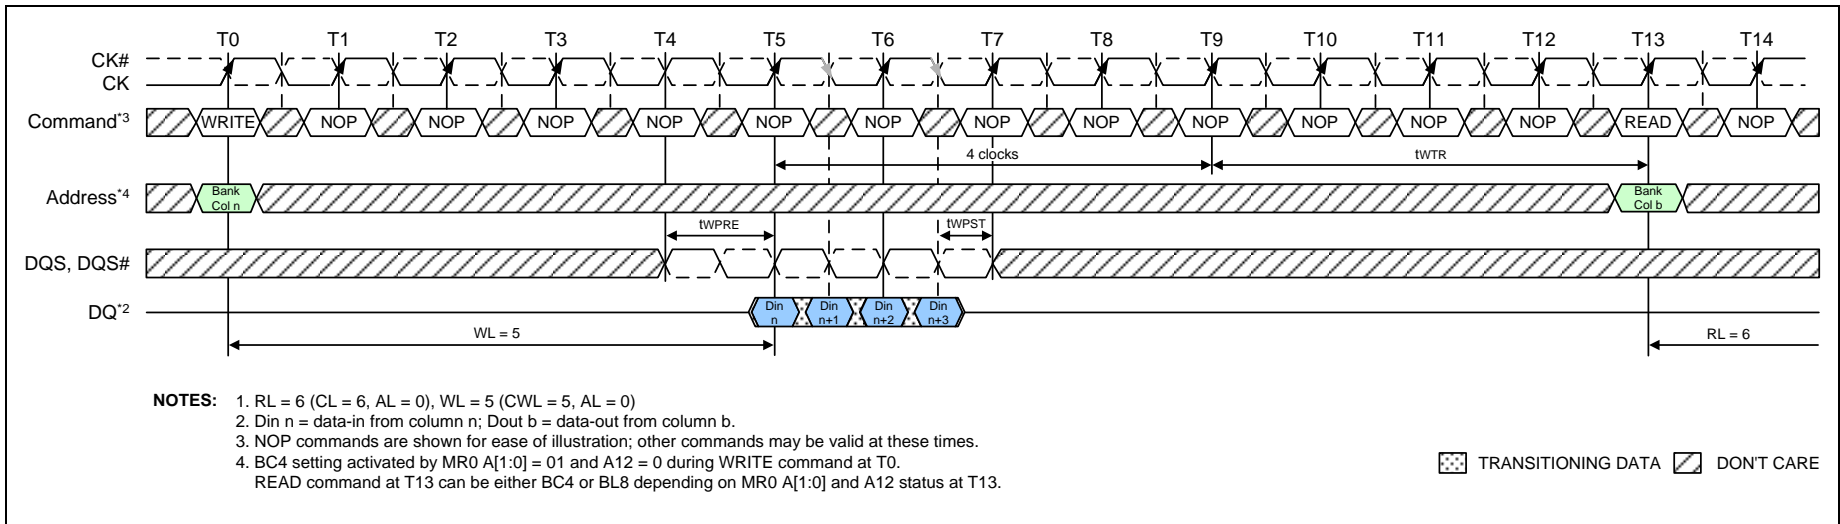 T0 T1 T2 T3 T4 T5 T6 T7 T8 T9 T10 T11 T12 T13 T14
CK#
CK
Command*3 WRITE NOP NOP NOP NOP NOP NOP NOP NOP NOP NOP NOP NOP READ NOP
4 clocks tWTR
Address*4 Bank Col n Bank Col b
tWPRE tWPST
DQS, DQS#
DQ*2 Din n Din n+1 Din n+2 Din n+3
WL = 5 RL = 6
NOTES: 1. RL = 6 (CL = 6, AL = 0), WL = 5 (CWL = 5, AL = 0)
2. Din n = data-in from column n; Dout b = data-out from column b.
3. NOP commands are shown for ease of illustration; other commands may be valid at these times.
4. BC4 setting activated by MR0 A[1:0] = 01 and A12 = 0 during WRITE command at T0.
READ command at T13 can be either BC4 or BL8 depending on MR0 A[1:0] and A12 status at T13.
TRANSITIONING DATA DON'T CARE